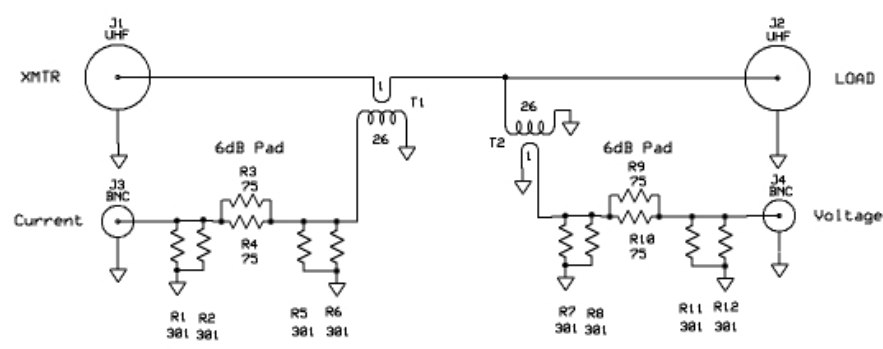 J1
UHF
J2
UHF
XMTR
1
T1
26
LOAD
26
T2
1
6dB Pad
6dB Pad
R3
75
R9
75
J3
BNC
J4
BNC
Current
Voltage
R4
75
R10
75
R1
301
R2
301
R5
301
R6
301
R7
301
R8
301
R11
301
R12
301